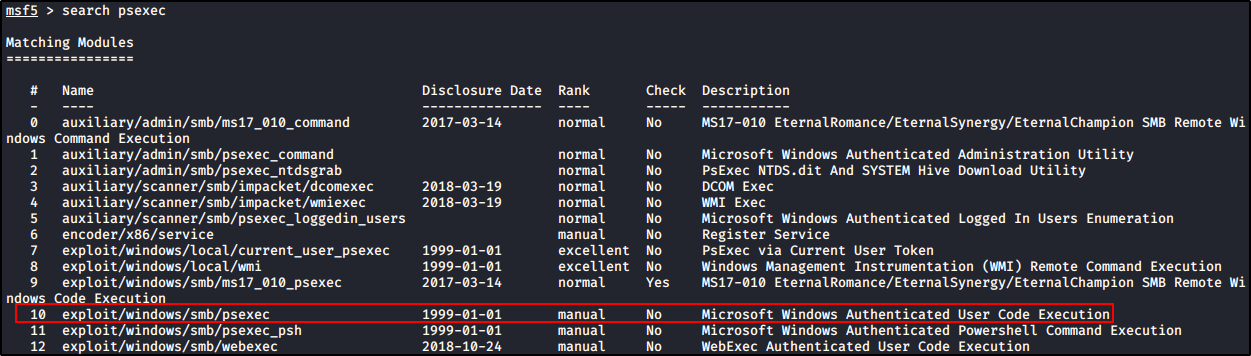 msf5 > search psexec
Matching Modules
================
# Name Disclosure Date Rank Check Description
- ---- --------------- ---- ----- -----------
0 auxiliary/admin/smb/ms17_010_command 2017-03-14 normal No MS17-010 EternalRomance/EternalSynergy/EternalChampion SMB Remote Wi
ndows Command Execution
1 auxiliary/admin/smb/psexec_command normal No Microsoft Windows Authenticated Administration Utility
2 auxiliary/admin/smb/psexec_ntdsgrab normal No PsExec NTDS.dit And SYSTEM Hive Download Utility
3 auxiliary/scanner/smb/impacket/dcomexec 2018-03-19 normal No DCOM Exec
4 auxiliary/scanner/smb/impacket/wmiexec 2018-03-19 normal No WMI Exec
5 auxiliary/scanner/smb/psexec_loggedin_users normal No Microsoft Windows Authenticated Logged In Users Enumeration
6 encoder/x86/service manual No Register Service
7 exploit/windows/local/current_user_psexec 1999-01-01 excellent No PsExec via Current User Token
8 exploit/windows/local/wmi 1999-01-01 excellent No Windows Management Instrumentation (WMI) Remote Command Execution
9 exploit/windows/smb/ms17_010_psexec 2017-03-14 normal Yes MS17-010 EternalRomance/EternalSynergy/EternalChampion SMB Remote Wi
ndows Code Execution
10 exploit/windows/smb/psexec 1999-01-01 manual No Microsoft Windows Authenticated User Code Execution
11 exploit/windows/smb/psexec_psh 1999-01-01 manual No Microsoft Windows Authenticated Powershell Command Execution
12 exploit/windows/smb/webexec 2018-10-24 manual No WebExec Authenticated User Code Execution